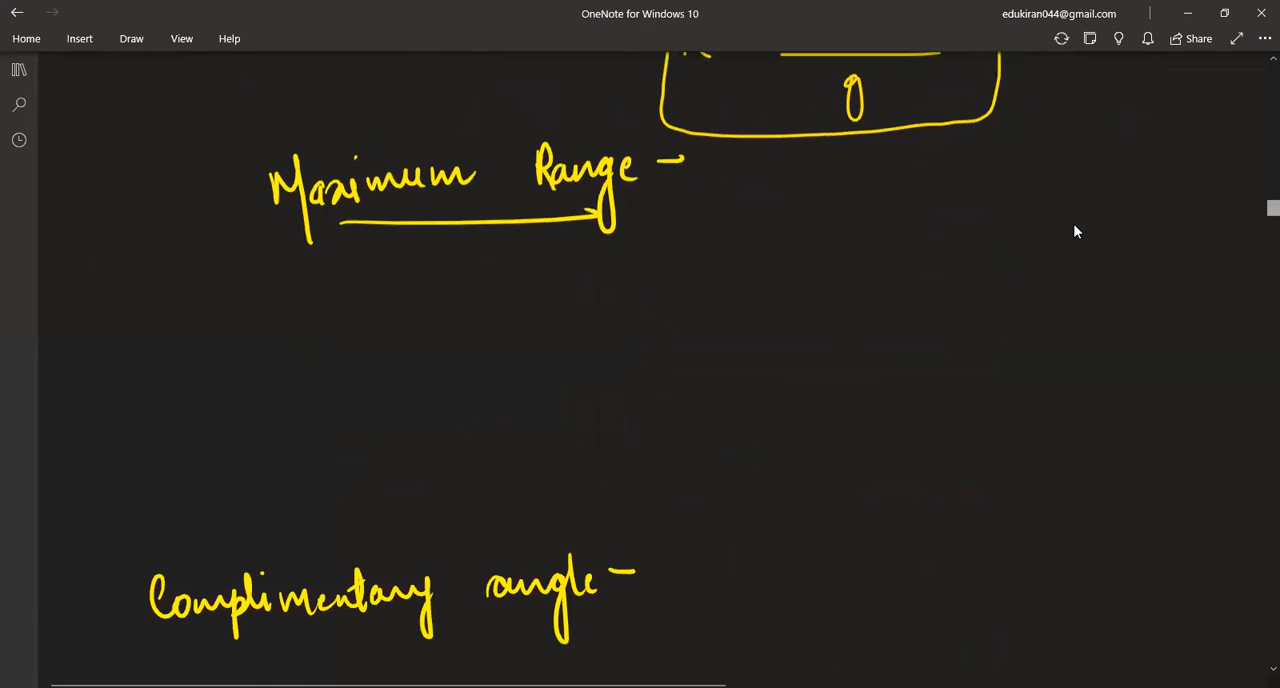 OneNote for Windows 10
edukiran044@gmail.com
Home Insert Draw View Help
Share
g
Maximum Range -
Complimentary angle -